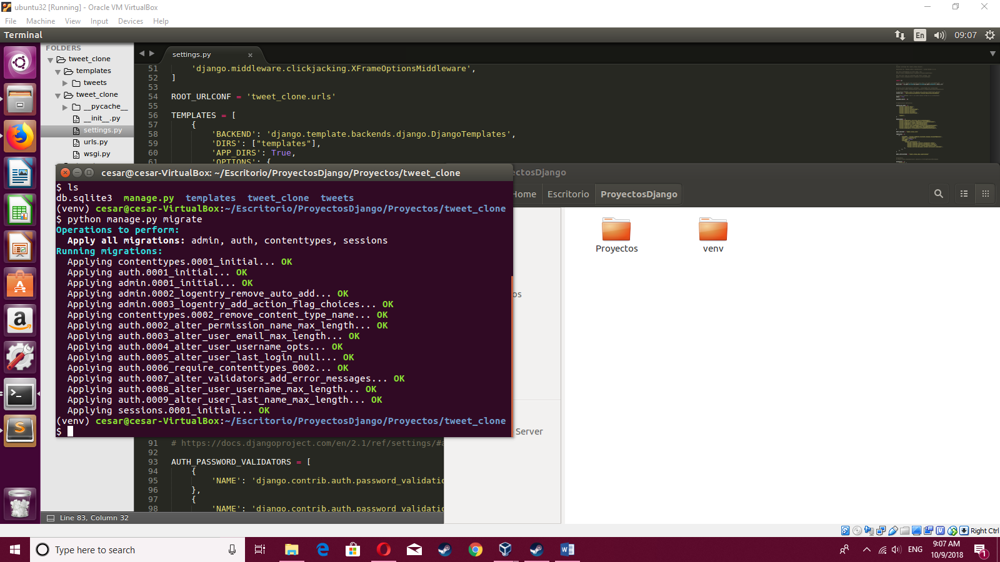 ubuntu32 [Running] - Oracle VM VirtualBox
File Machine View Input Devices Help
Terminal
En
09:07
FOLDERS
tweet_clone
templates
tweets
tweet_clone
__pycache__
__init__.py
settings.py
urls.py
wsgi.py
settings.py ×
51 'django.middleware.clickjacking.XFrameOptionsMiddleware',
52 ]
53
54 ROOT_URLCONF = 'tweet_clone.urls'
55
56 TEMPLATES = [
57 {
58 'BACKEND': 'django.template.backends.django.DjangoTemplates',
59 'DIRS': ["templates"],
60 'APP_DIRS': True,
61 'OPTIONS': {
cesar@cesar-VirtualBox: ~/Escritorio/ProyectosDjango/Proyectos/tweet_clone
$ ls
db.sqlite3 manage.py templates tweet_clone tweets
(venv) cesar@cesar-VirtualBox:~/Escritorio/ProyectosDjango/Proyectos/tweet_clone
$ python manage.py migrate
Operations to perform:
Apply all migrations: admin, auth, contenttypes, sessions
Running migrations:
Applying contenttypes.0001_initial... OK
Applying auth.0001_initial... OK
Applying admin.0001_initial... OK
Applying admin.0002_logentry_remove_auto_add... OK
Applying admin.0003_logentry_add_action_flag_choices... OK
Applying contenttypes.0002_remove_content_type_name... OK
Applying auth.0002_alter_permission_name_max_length... OK
Applying auth.0003_alter_user_email_max_length... OK
Applying auth.0004_alter_user_username_opts... OK
Applying auth.0005_alter_user_last_login_null... OK
Applying auth.0006_require_contenttypes_0002... OK
Applying auth.0007_alter_validators_add_error_messages... OK
Applying auth.0008_alter_user_username_max_length... OK
Applying auth.0009_alter_user_last_name_max_length... OK
Applying sessions.0001_initial... OK
(venv) cesar@cesar-VirtualBox:~/Escritorio/ProyectosDjango/Proyectos/tweet_clone
$
ectosDjango
Home Escritorio ProyectosDjango
Proyectos venv
os
Server
91 # https://docs.djangoproject.com/en/2.1/ref/settings/#a
92
93 AUTH_PASSWORD_VALIDATORS = [
94 {
95 'NAME': 'django.contrib.auth.password_validatio
96 },
97 {
98 'NAME': 'django.contrib.auth.password_validatio
Line 83, Column 32
Right Ctrl
Type here to search
ENG
9:07 AM
10/9/2018
1